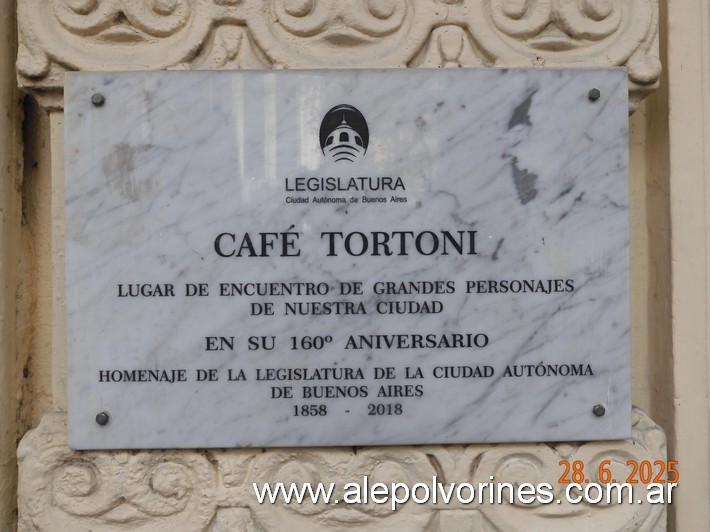 LEGISLATURA
Ciudad Autónoma de Buenos Aires
CAFÉ TORTONI
LUGAR DE ENCUENTRO DE GRANDES PERSONAJES
DE NUESTRA CIUDAD
EN SU 160º ANIVERSARIO
HOMENAJE DE LA LEGISLATURA DE LA CIUDAD AUTÓNOMA
DE BUENOS AIRES
1858 - 2018
28.6.2025
www.alepolvorines.com.ar